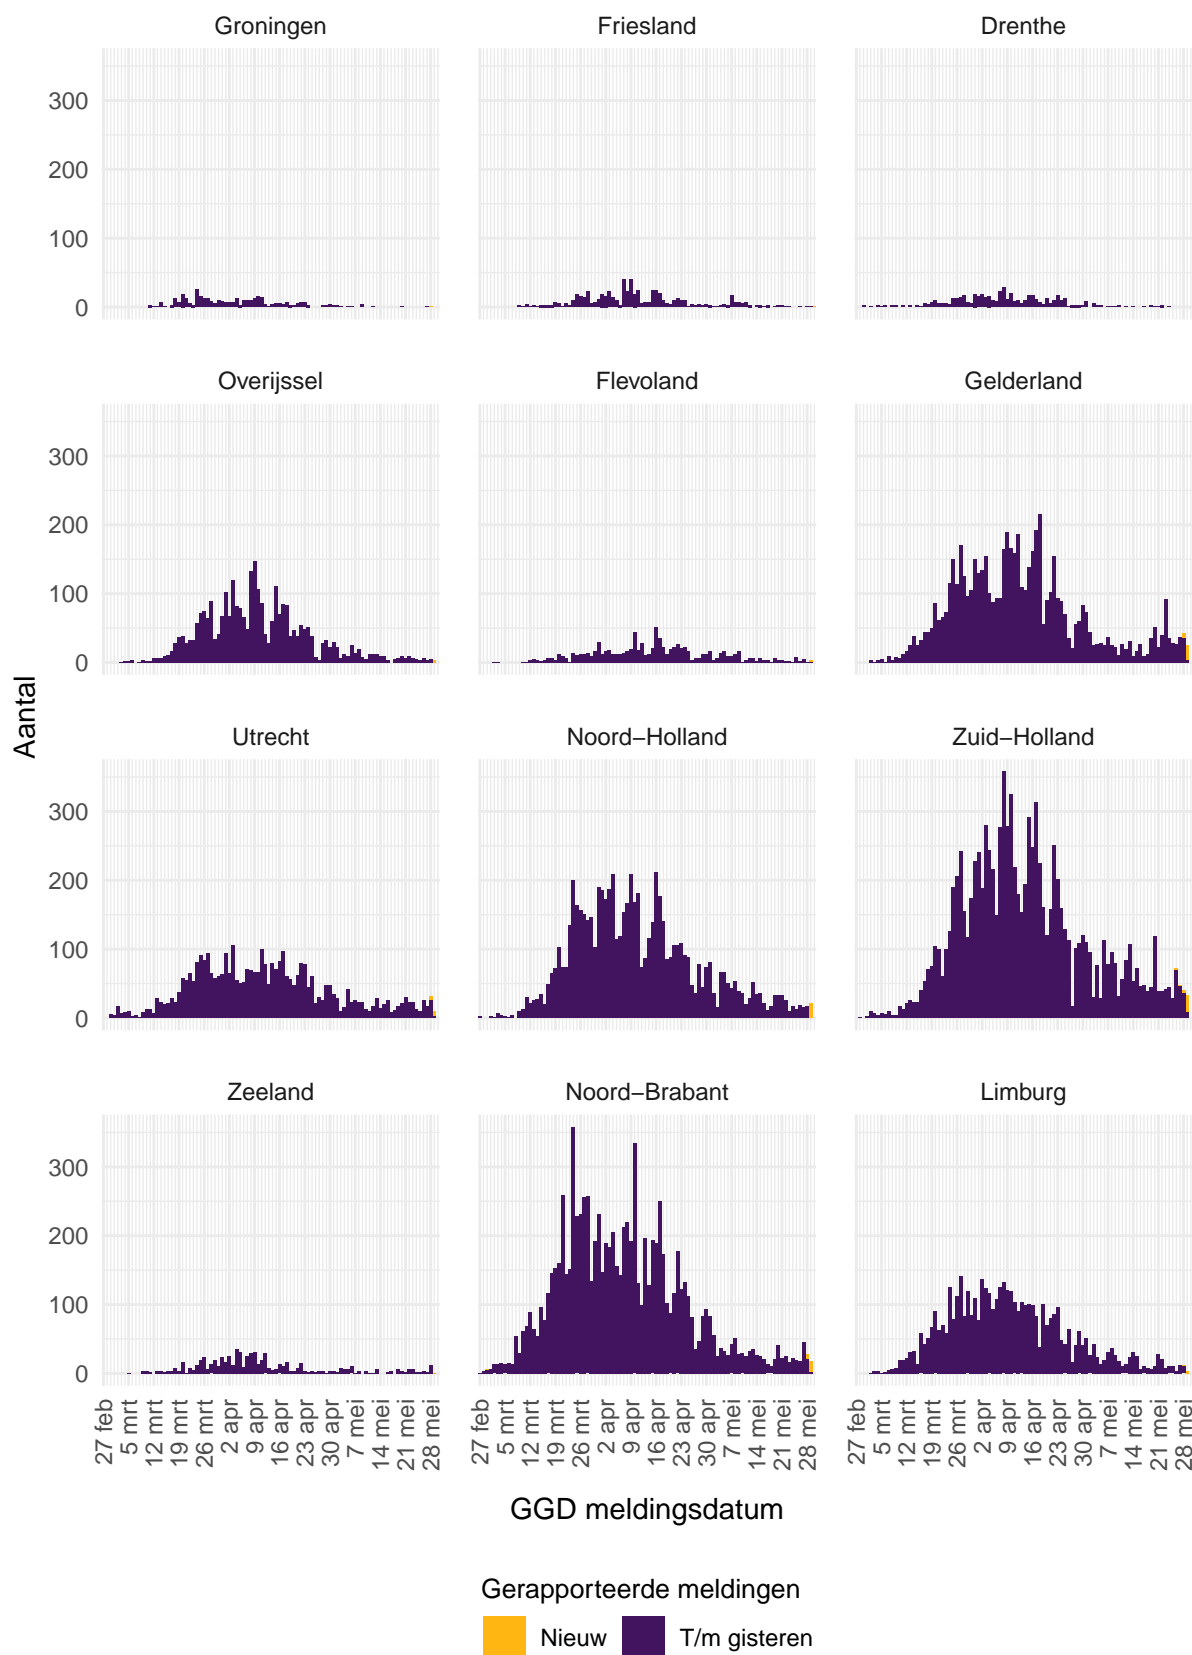 Groningen Friesland Drenthe
300
200
100
0
Overijssel Flevoland Gelderland
300
200
100
0
Utrecht Noord−Holland Zuid−Holland
300
200
100
0
Zeeland Noord−Brabant Limburg
300
200
100
0
Aantal
27 feb 5 mrt 12 mrt 19 mrt 26 mrt 2 apr 9 apr 16 apr 23 apr 30 apr 7 mei 14 mei 21 mei 28 mei
27 feb 5 mrt 12 mrt 19 mrt 26 mrt 2 apr 9 apr 16 apr 23 apr 30 apr 7 mei 14 mei 21 mei 28 mei
27 feb 5 mrt 12 mrt 19 mrt 26 mrt 2 apr 9 apr 16 apr 23 apr 30 apr 7 mei 14 mei 21 mei 28 mei
GGD meldingsdatum
Gerapporteerde meldingen
Nieuw T/m gisteren